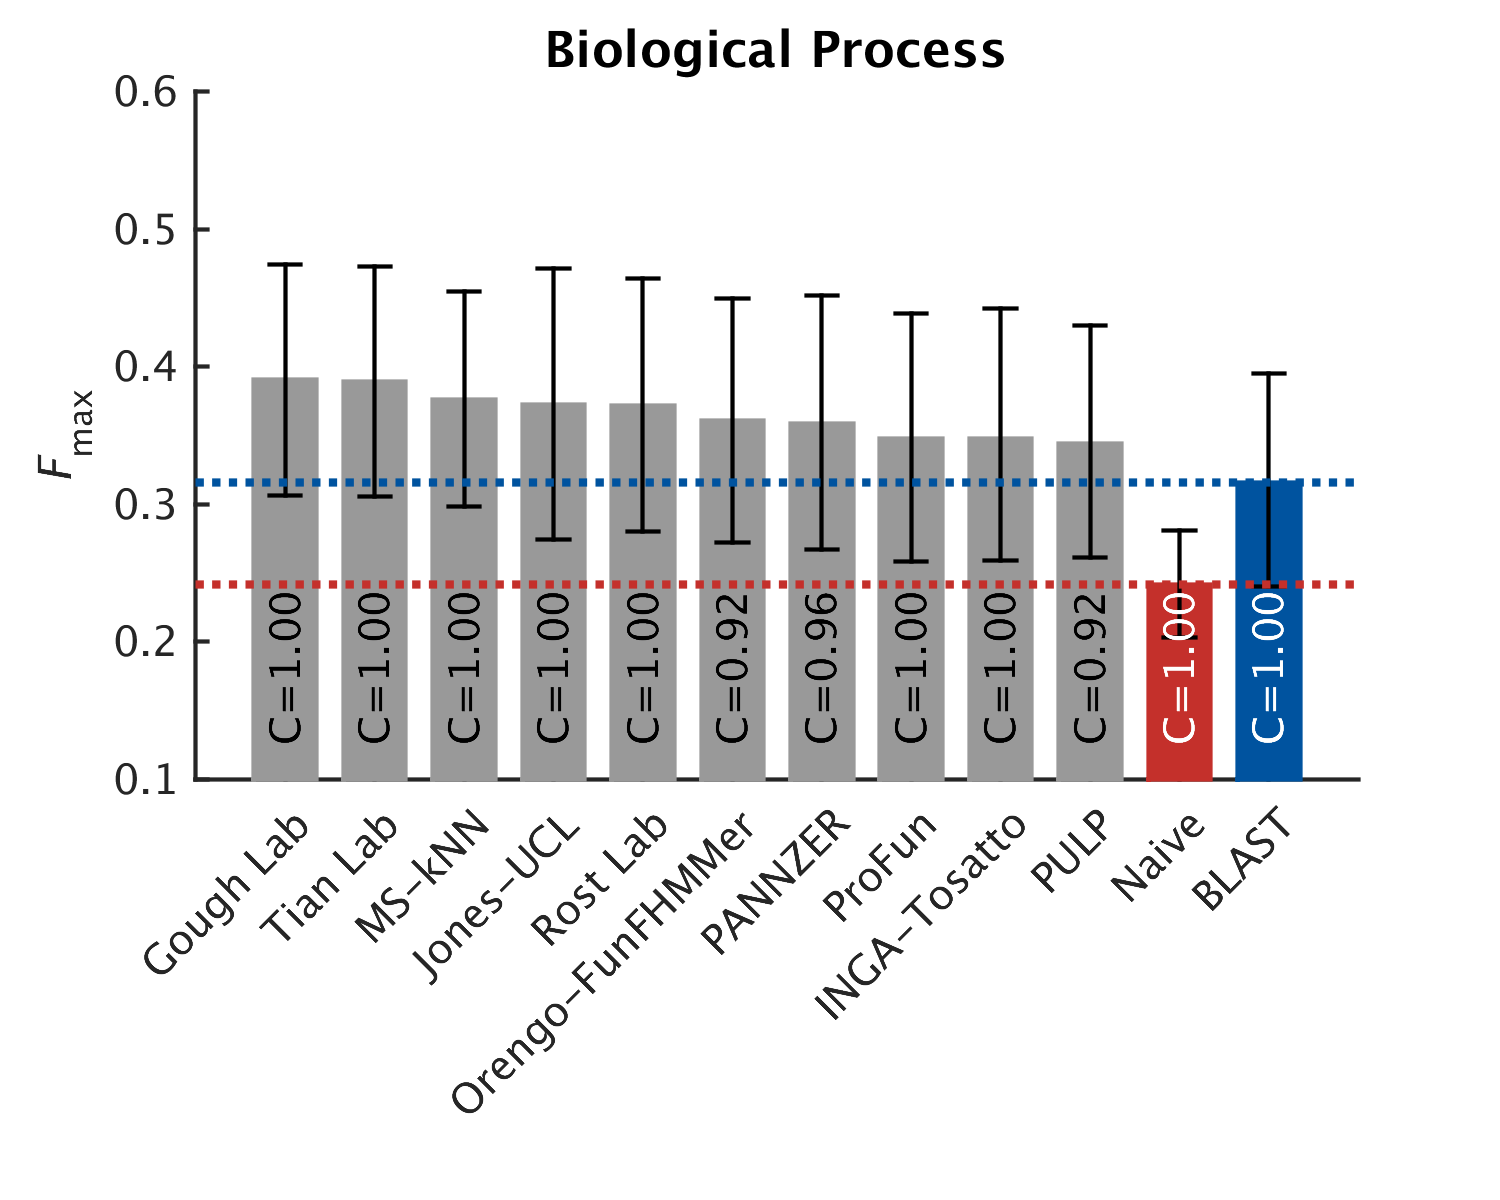 Biological Process
0.6
0.5
0.4
0.3
0.2
0.1
Fmax
C=1.00
C=1.00
C=1.00
C=1.00
C=1.00
C=0.92
C=0.96
C=1.00
C=1.00
C=0.92
C=1.00
C=1.00
Gough Lab
Tian Lab
MS-kNN
Jones-UCL
Rost Lab
Orengo-FunFHMMer
PANNZER
ProFun
INGA-Tosatto
PULP
Naive
BLAST